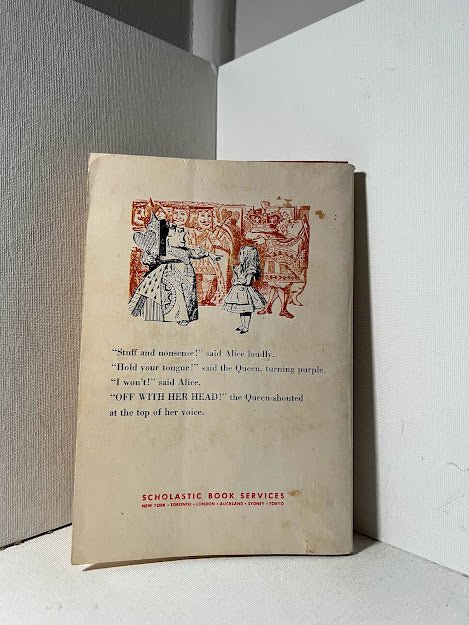 "Stuff and nonsense!" said Alice loudly.
"Hold your tongue!" said the Queen, turning purple.
"I won't!" said Alice.
"OFF WITH HER HEAD!" the Queen shouted
at the top of her voice.
SCHOLASTIC BOOK SERVICES
NEW YORK • TORONTO • LONDON • AUCKLAND • SYDNEY • TOKYO